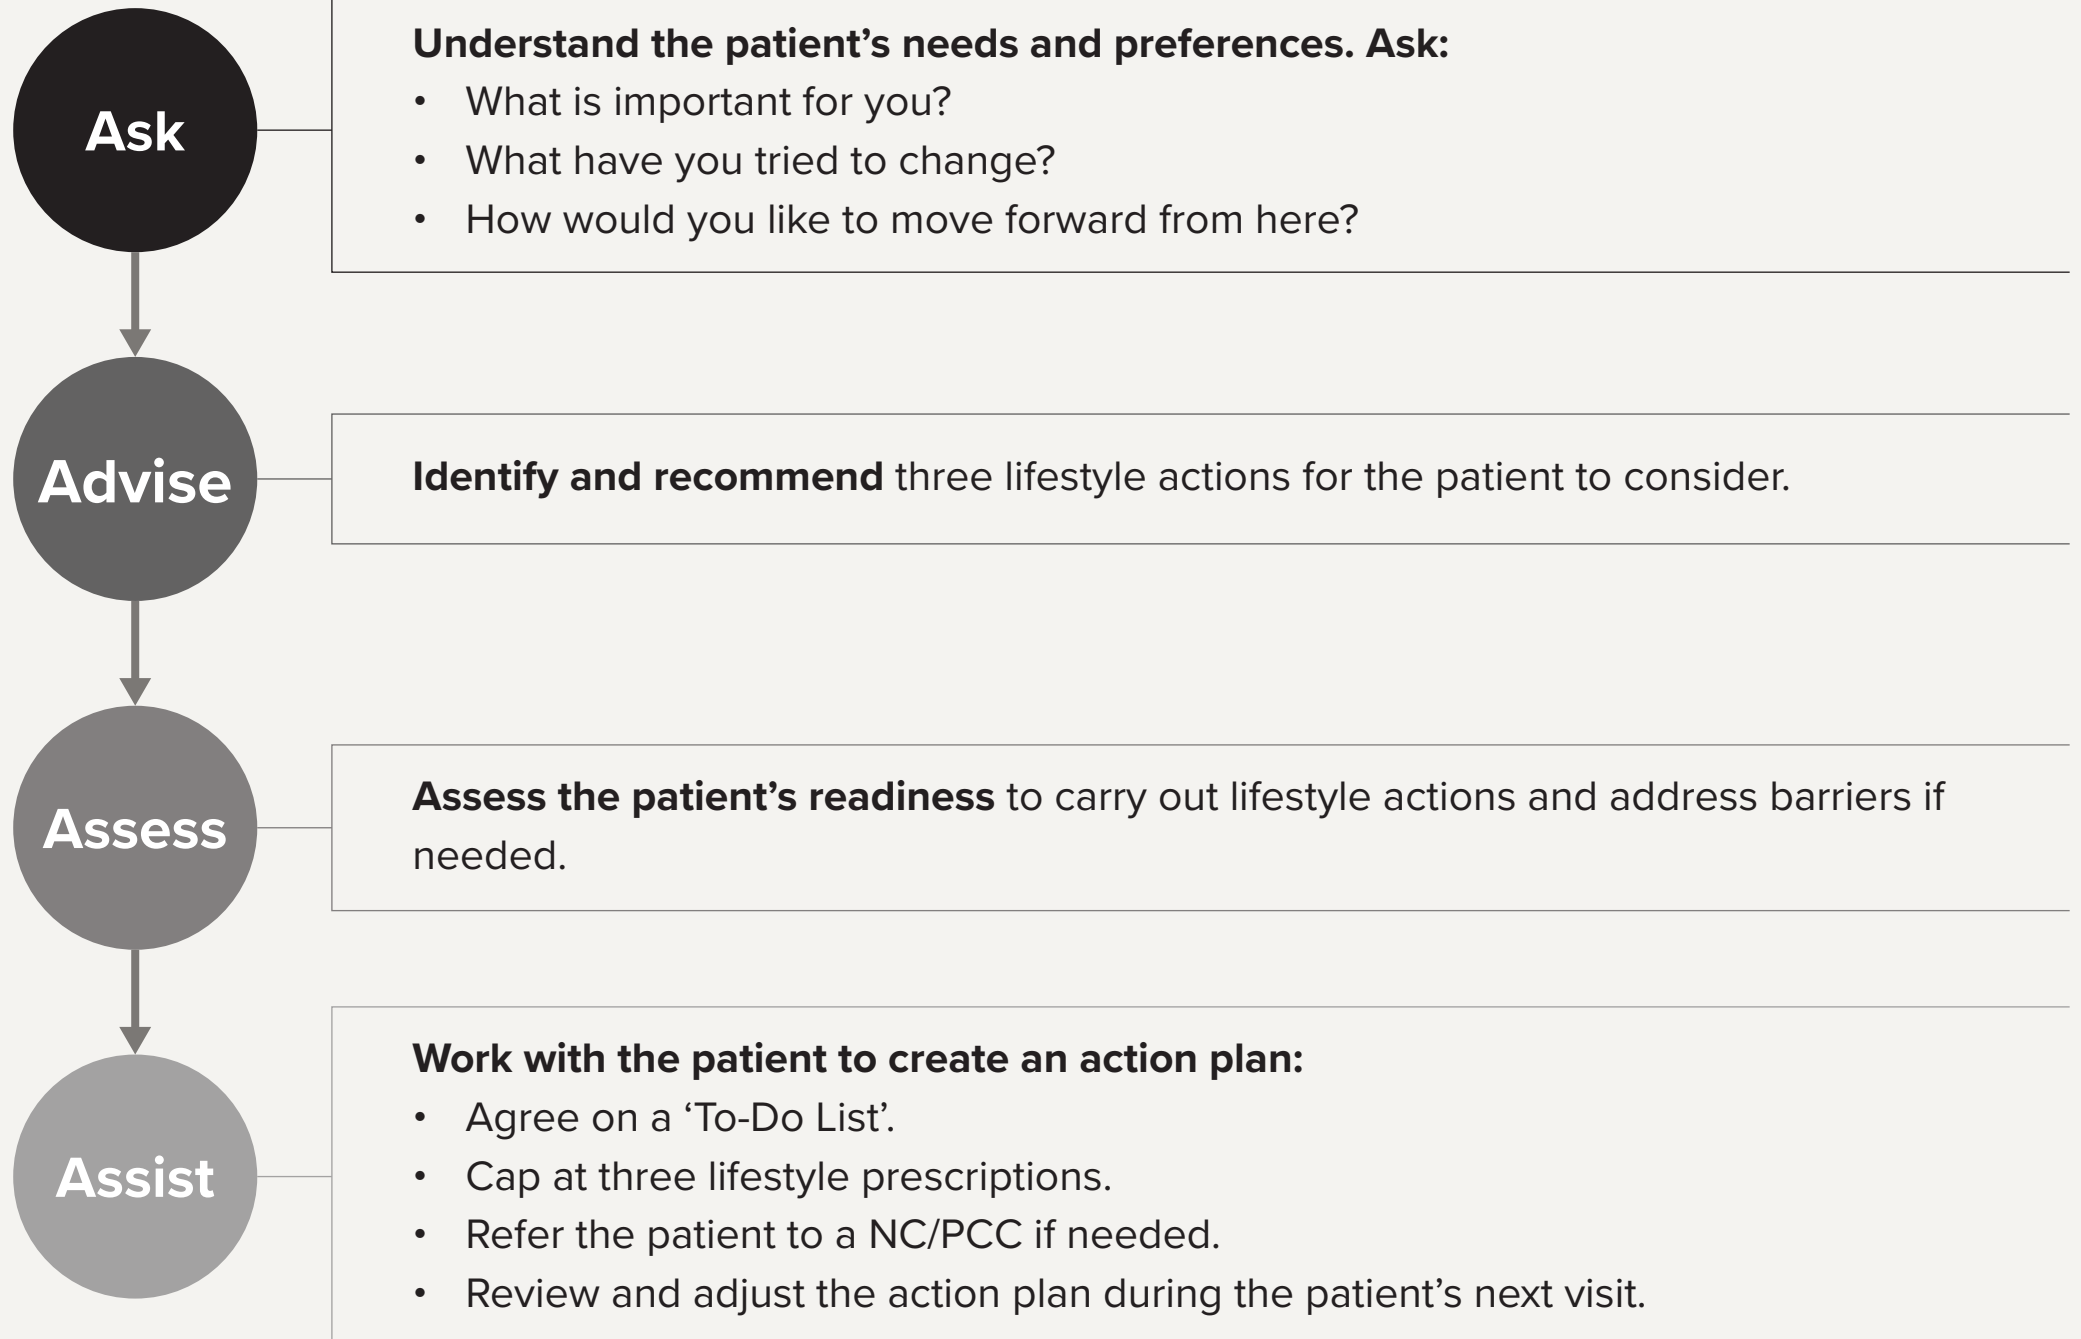 Ask
Understand the patient’s needs and preferences. Ask:
• What is important for you?
• What have you tried to change?
• How would you like to move forward from here?
Advise
Identify and recommend three lifestyle actions for the patient to consider.
Assess
Assess the patient’s readiness to carry out lifestyle actions and address barriers if
needed.
Assist
Work with the patient to create an action plan:
• Agree on a ‘To-Do List’.
• Cap at three lifestyle prescriptions.
• Refer the patient to a NC/PCC if needed.
• Review and adjust the action plan during the patient’s next visit.